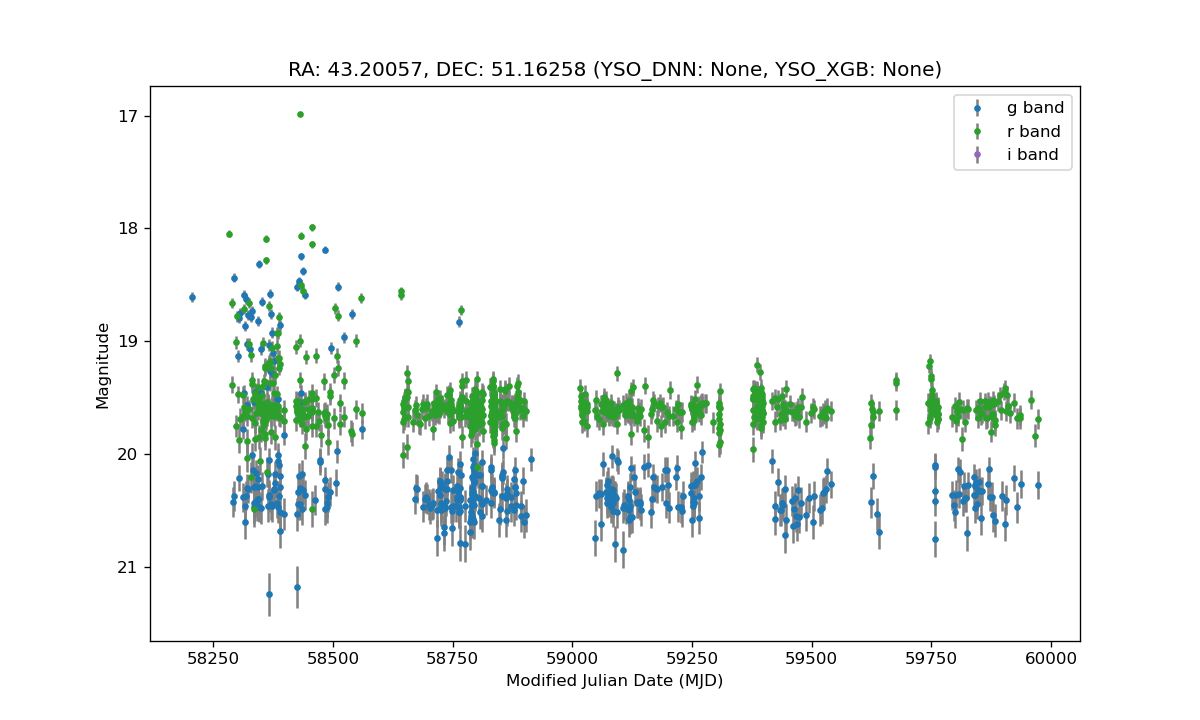 RA: 43.20057, DEC: 51.16258 (YSO_DNN: None, YSO_XGB: None)
g band
r band
i band
17
18
19
20
21
Magnitude
58250 58500 58750 59000 59250 59500 59750 60000
Modified Julian Date (MJD)